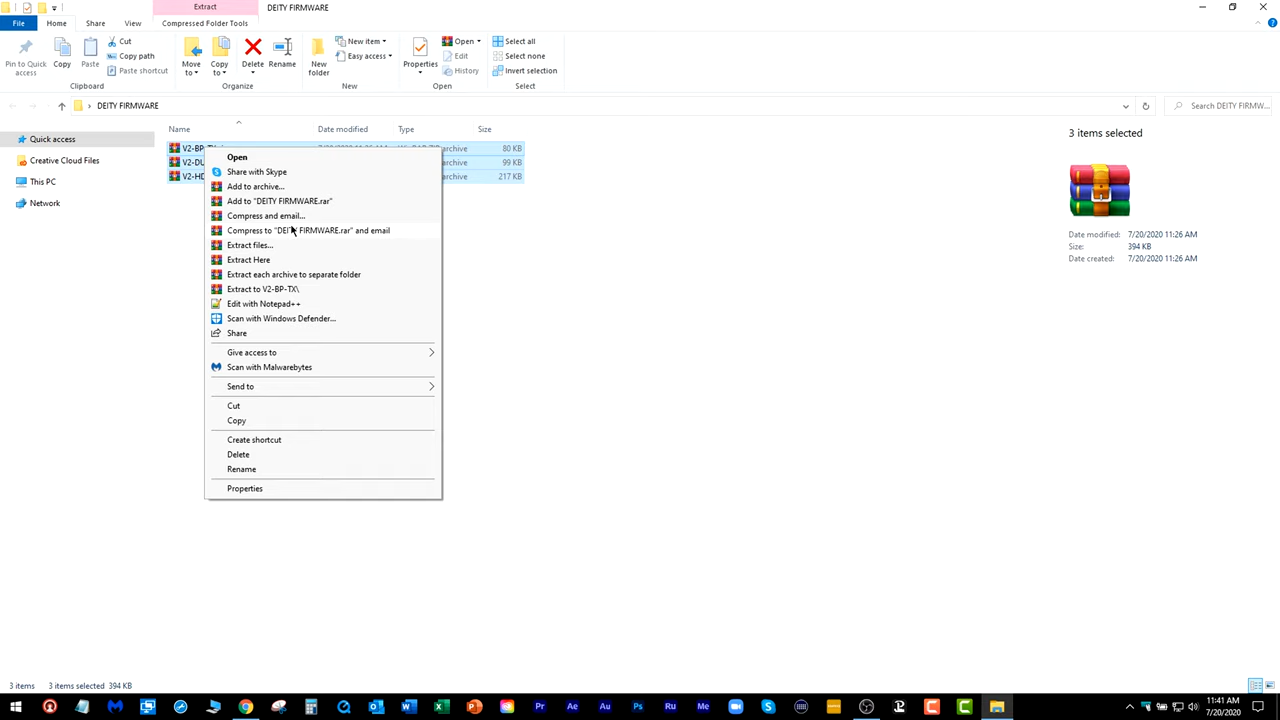 Extract
DEITY FIRMWARE
File
Home
Share
View
Compressed Folder Tools
Pin to Quick access
Copy
Paste
Cut
Copy path
Paste shortcut
Clipboard
Move to
Copy to
Delete
Rename
Organize
New folder
New item
Easy access
New
Properties
Open
Edit
History
Open
Select all
Select none
Invert selection
Select
DEITY FIRMWARE
Search DEITY FIRMW...
Quick access
Creative Cloud Files
This PC
Network
Name
Date modified
Type
Size
archive
80 KB
archive
99 KB
archive
217 KB
Open
Share with Skype
Add to archive...
Add to "DEITY FIRMWARE.rar"
Compress and email...
Compress to "DEITY FIRMWARE.rar" and email
Extract files...
Extract Here
Extract each archive to separate folder
Extract to V2-BP-TX\
Edit with Notepad++
Scan with Windows Defender...
Share
Give access to
Scan with Malwarebytes
Send to
Cut
Copy
Create shortcut
Delete
Rename
Properties
3 items selected
Date modified: 7/20/2020 11:26 AM
Size: 394 KB
Date created: 7/20/2020 11:26 AM
3 items
3 items selected 394 KB
Pr
Ae
Au
Ps
Ru
Me
11:41 AM
7/20/2020